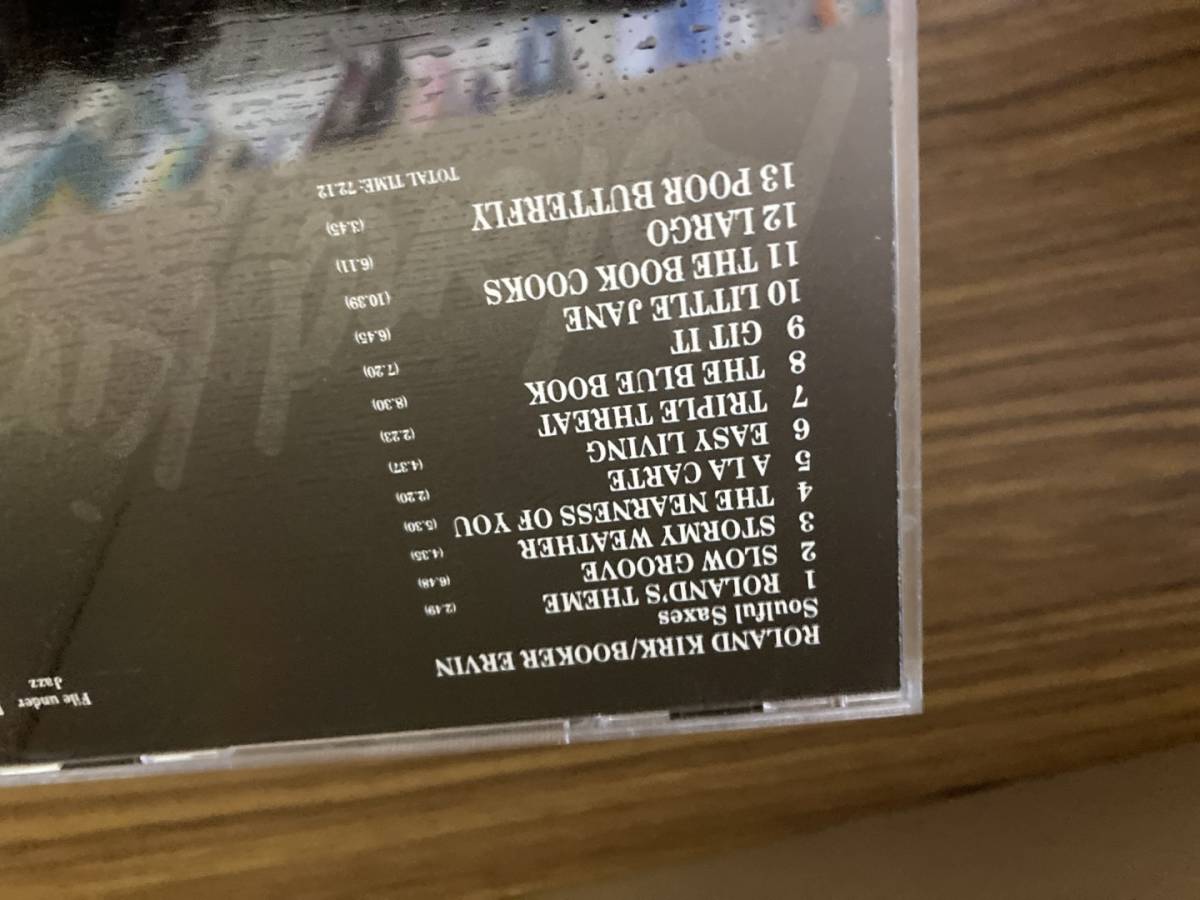 File under
Jazz
ROLAND KIRK/BOOKER ERVIN
Soulful Saxes
1 ROLAND'S THEME (2.49)
2 SLOW GROOVE (6.48)
3 STORMY WEATHER (4.35)
4 THE NEARNESS OF YOU (5.30)
5 A LA CARTE (2.20)
6 EASY LIVING (4.37)
7 TRIPLE THREAT (2.23)
8 THE BLUE BOOK (8.30)
9 GIT IT (7.20)
10 LITTLE JANE (6.45)
11 THE BOOK COOKS (10.39)
12 LARGO (6.11)
13 POOR BUTTERFLY (3.45)
TOTAL TIME: 72.12